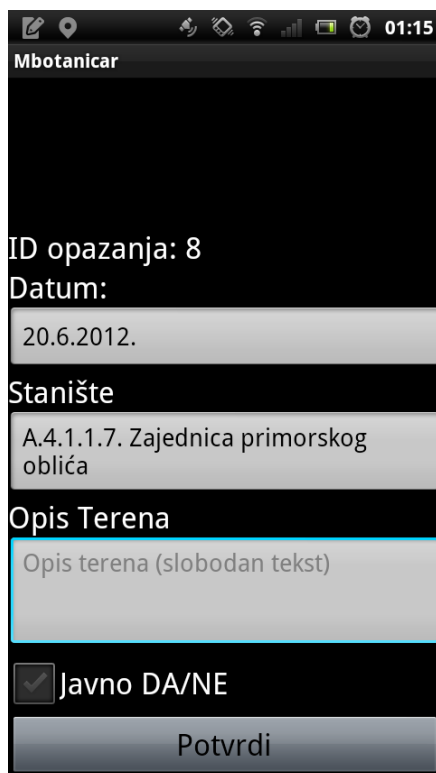 01:15
Mbotanicar
ID opazanja: 8
Datum:
20.6.2012.
Stanište
A.4.1.1.7. Zajednica primorskog
oblića
Opis Terena
Opis terena (slobodan tekst)
Javno DA/NE
Potvrdi